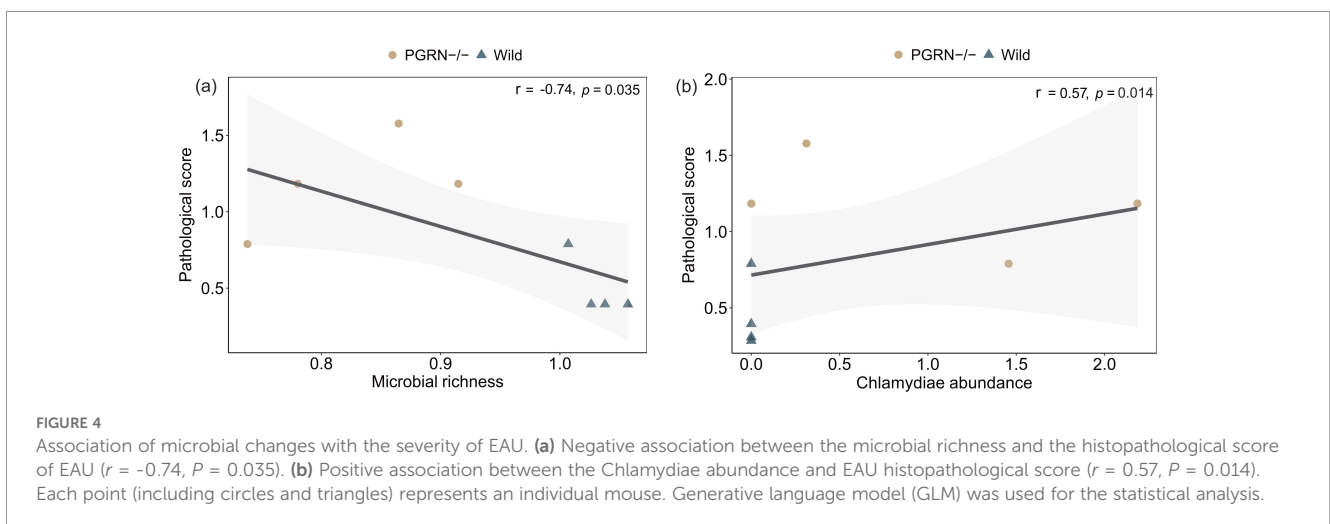 PGRN−/− Wild
(a)
r = -0.74, p = 0.035
Pathological score
1.5
1.0
0.5
0.8 0.9 1.0
Microbial richness
PGRN−/− Wild
(b)
r = 0.57, p = 0.014
Pathological score
2.0
1.5
1.0
0.5
0.0 0.5 1.0 1.5 2.0
Chlamydiae abundance
FIGURE 4
Association of microbial changes with the severity of EAU. (a) Negative association between the microbial richness and the histopathological score
of EAU (r = -0.74, P = 0.035). (b) Positive association between the Chlamydiae abundance and EAU histopathological score (r = 0.57, P = 0.014).
Each point (including circles and triangles) represents an individual mouse. Generative language model (GLM) was used for the statistical analysis.